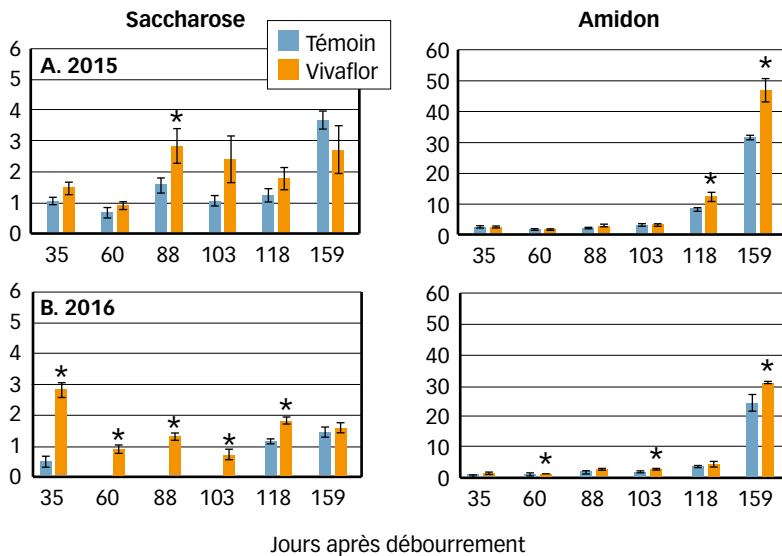 Saccharose
Amidon
Témoin
Vivaflor
A. 2015
6
5
4
3
2
1
0
*
35 60 88 103 118 159
60
50
40
30
20
10
0
* *
35 60 88 103 118 159
B. 2016
6
5
4
3
2
1
0
* * * * *
35 60 88 103 118 159
60
50
40
30
20
10
0
* * *
35 60 88 103 118 159
Jours après débourrement